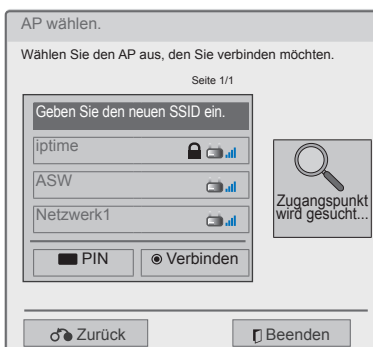 AP wählen.
Wählen Sie den AP aus, den Sie verbinden möchten.
Seite 1/1
Geben Sie den neuen SSID ein.
iptime
ASW
Netzwerk1
PIN
Verbinden
Zugangspunkt
wird gesucht...
Zurück
Beenden